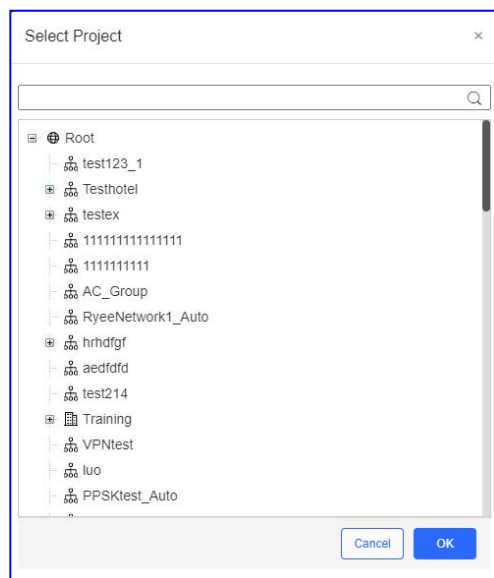 Select Project
×
Root
test123_1
Testhotel
testex
111111111111111
1111111111
AC_Group
RyeeNetwork1_Auto
hrhdfgf
aedfdfd
test214
Training
VPNtest
luo
PPSKtest_Auto
Cancel OK